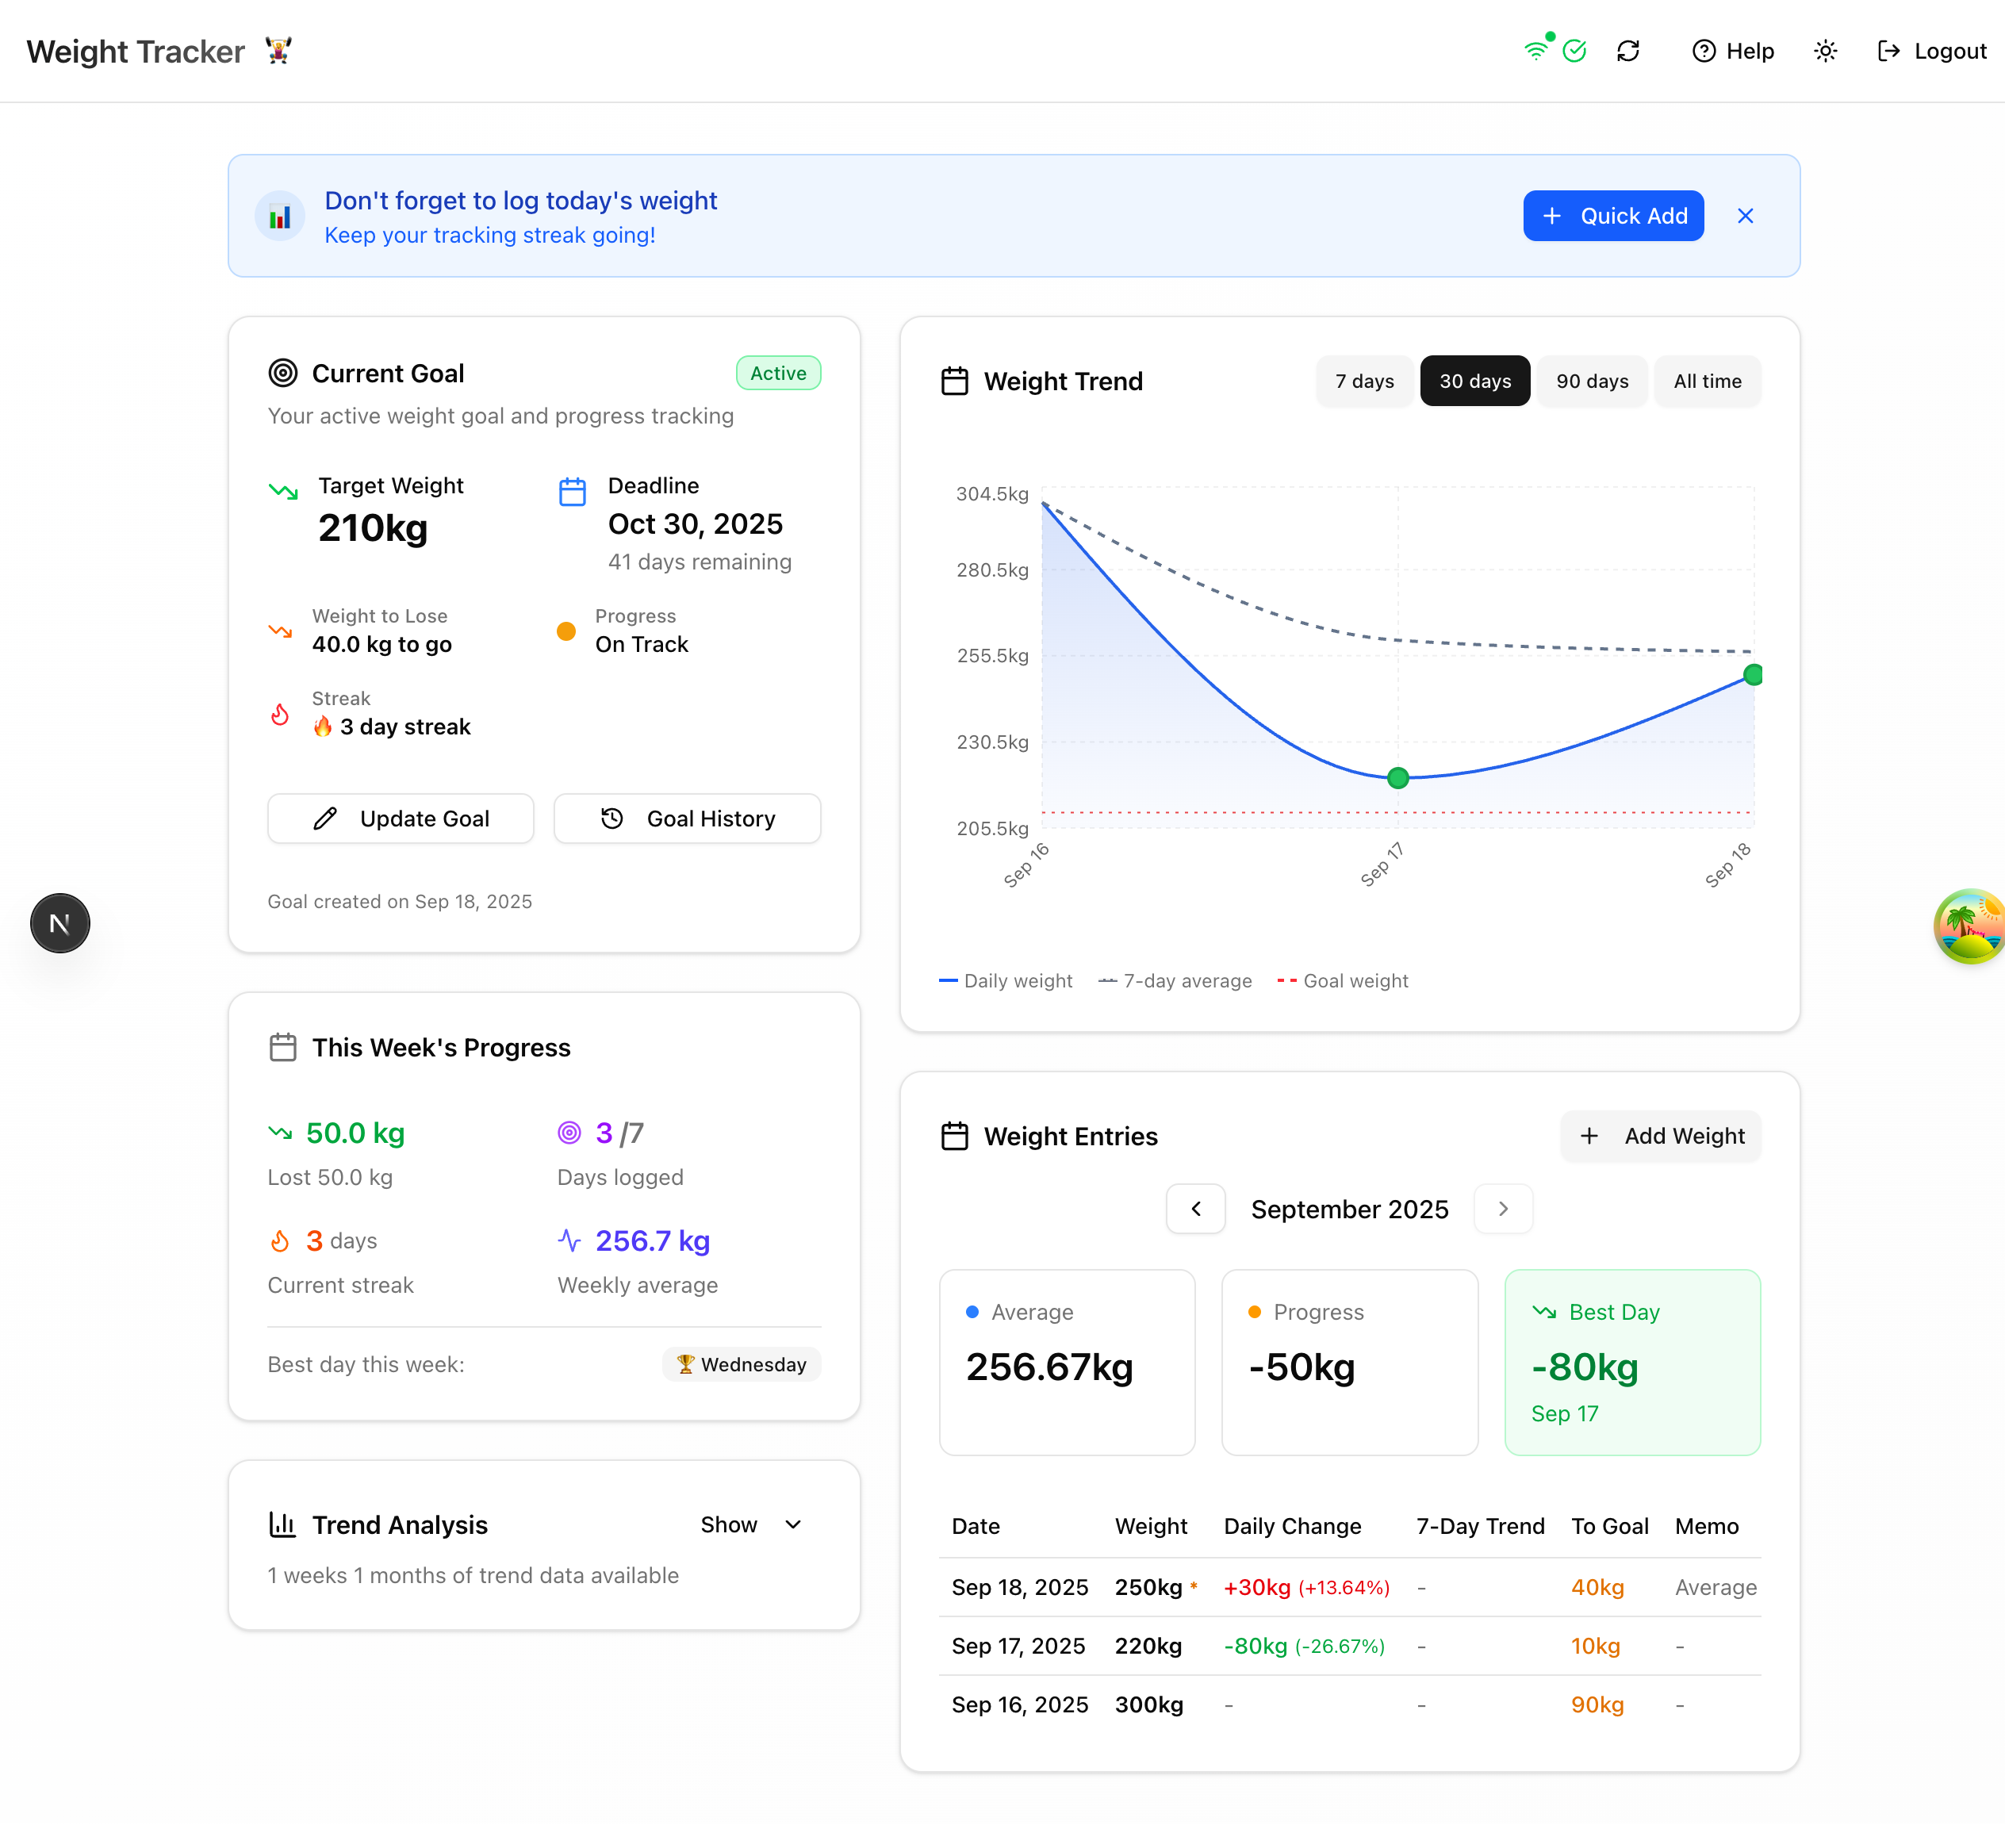 Weight Tracker 🏋️‍♀️
Help
Logout
Don't forget to log today's weight
Keep your tracking streak going!
+ Quick Add
Current Goal
Active
Your active weight goal and progress tracking
Target Weight
210kg
Deadline
Oct 30, 2025
41 days remaining
Weight to Lose
40.0 kg to go
Progress
On Track
Streak
🔥 3 day streak
Update Goal
Goal History
Goal created on Sep 18, 2025
This Week's Progress
50.0 kg
Lost 50.0 kg
3 /7
Days logged
3 days
Current streak
256.7 kg
Weekly average
Best day this week:
🏆 Wednesday
Trend Analysis
Show
1 weeks 1 months of trend data available
Weight Trend
7 days
30 days
90 days
All time
304.5kg
280.5kg
255.5kg
230.5kg
205.5kg
Sep 16
Sep 17
Sep 18
Daily weight
7-day average
Goal weight
Weight Entries
+ Add Weight
September 2025
Average
256.67kg
Progress
-50kg
Best Day
-80kg
Sep 17
Date Weight Daily Change 7-Day Trend To Goal Memo
Sep 18, 2025 250kg * +30kg (+13.64%) - 40kg Average
Sep 17, 2025 220kg -80kg (-26.67%) - 10kg -
Sep 16, 2025 300kg - - 90kg -
N